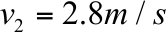 v₂ = 2.8m / s